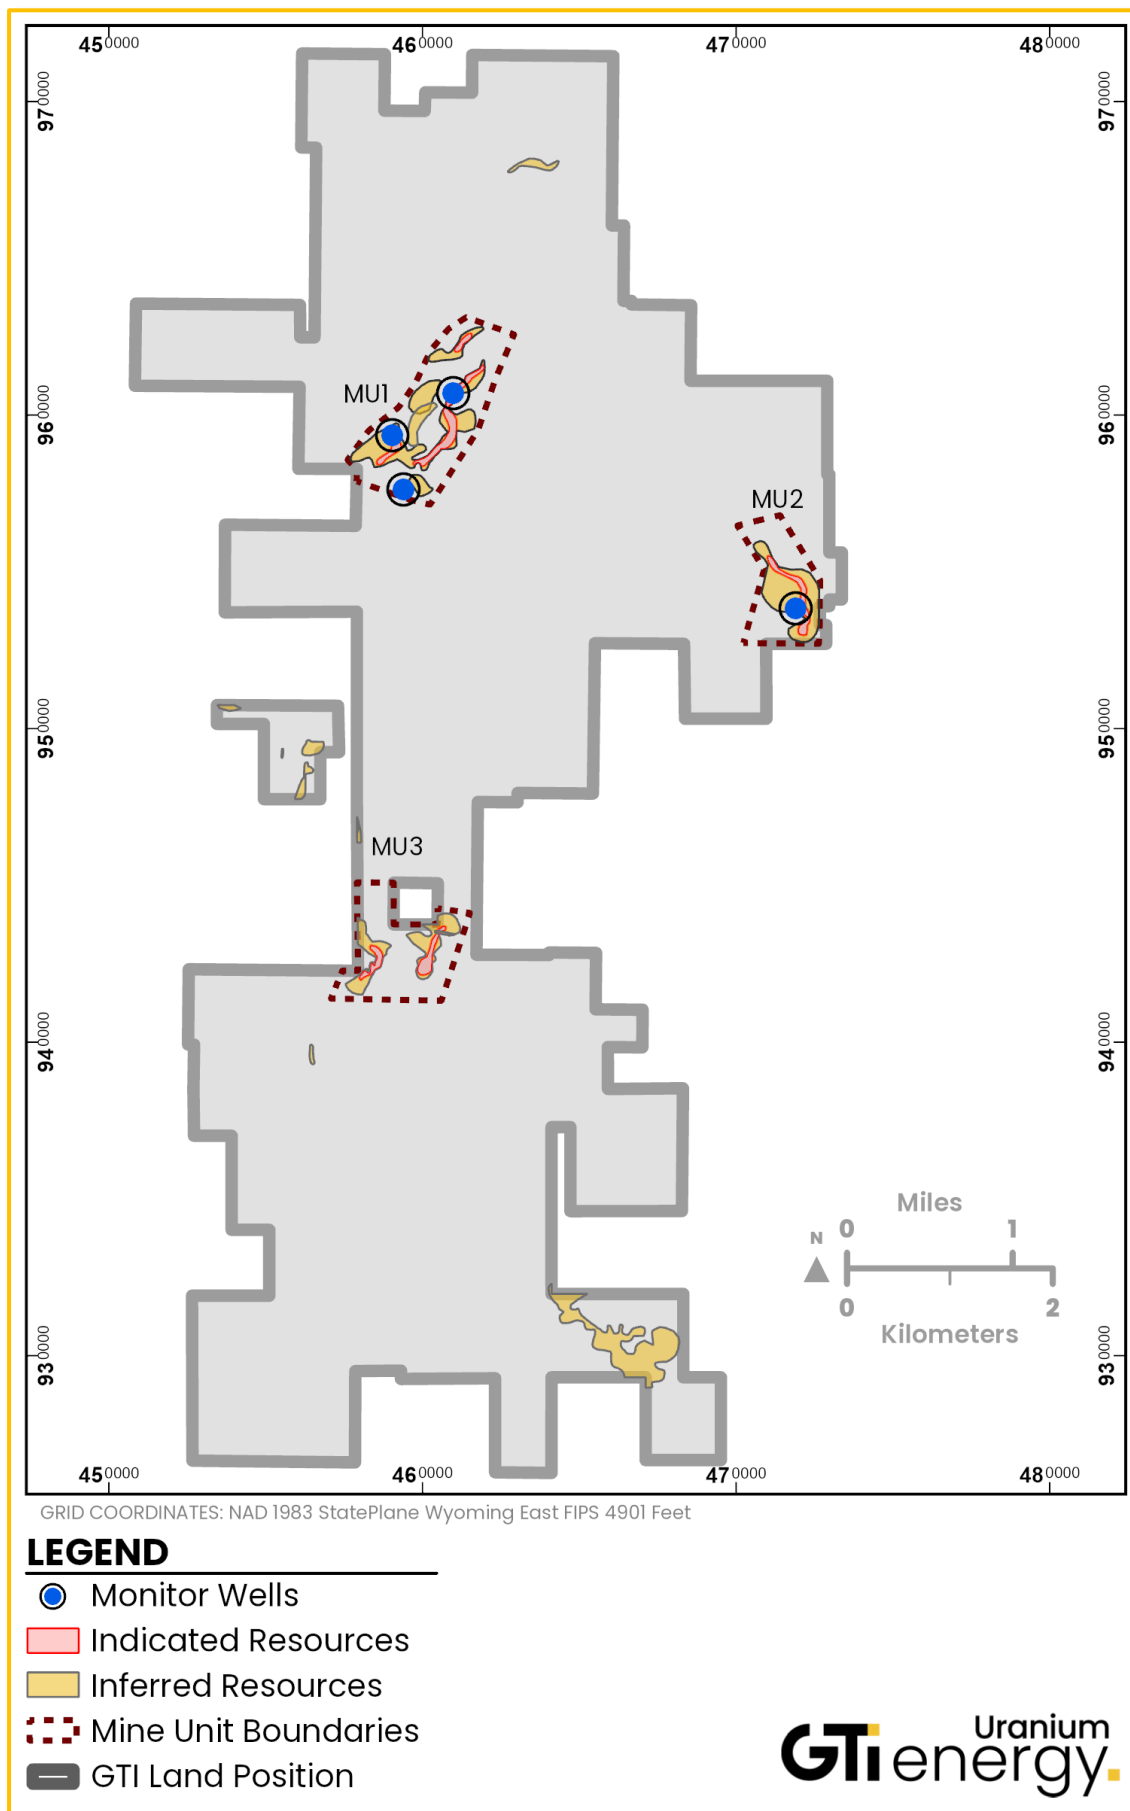 450000 460000 470000 480000
970000 970000
MU1
960000 960000
MU2
950000 950000
MU3
940000 940000
Miles
N 0 1
0 2
Kilometers
930000 930000
450000 460000 470000 480000
GRID COORDINATES: NAD 1983 StatePlane Wyoming East FIPS 4901 Feet
LEGEND
Monitor Wells
Indicated Resources
Inferred Resources
Mine Unit Boundaries
GTI Land Position
Uranium
GTi energy.